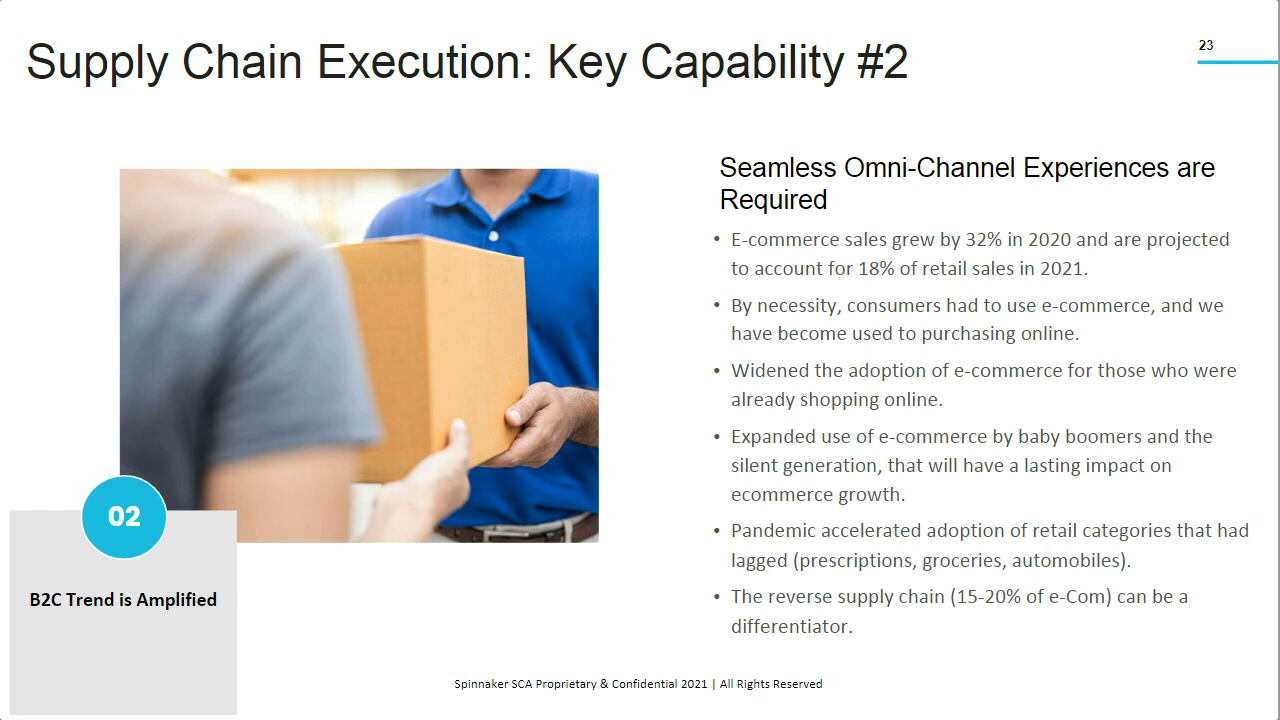 Supply Chain Execution: Key Capability #2
23
Seamless Omni-Channel Experiences are
Required
• E-commerce sales grew by 32% in 2020 and are projected
to account for 18% of retail sales in 2021.
• By necessity, consumers had to use e-commerce, and we
have become used to purchasing online.
• Widened the adoption of e-commerce for those who were
already shopping online.
• Expanded use of e-commerce by baby boomers and the
silent generation, that will have a lasting impact on
ecommerce growth.
• Pandemic accelerated adoption of retail categories that had
lagged (prescriptions, groceries, automobiles).
• The reverse supply chain (15-20% of e-Com) can be a
differentiator.
02
B2C Trend is Amplified
Spinnaker SCA Proprietary & Confidential 2021 | All Rights Reserved